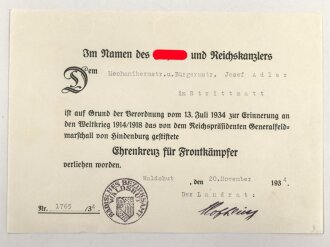 Im Namen des und Reichskanzlers
Dem Mechanikermstr.u.Bürgermstr. Josef Adler
in Strittmatt
ist auf Grund der Verordnung vom 13. Juli 1934 zur Erinnerung an
den Weltkrieg 1914/1918 das von dem Reichspräsidenten Generalfeld-
marschall von Hindenburg gestiftete
Ehrenkreuz für Frontkämpfer
verliehen worden.
Waldshut , den 20.November 1934
Der Landrat:
Nr. 1765 /34